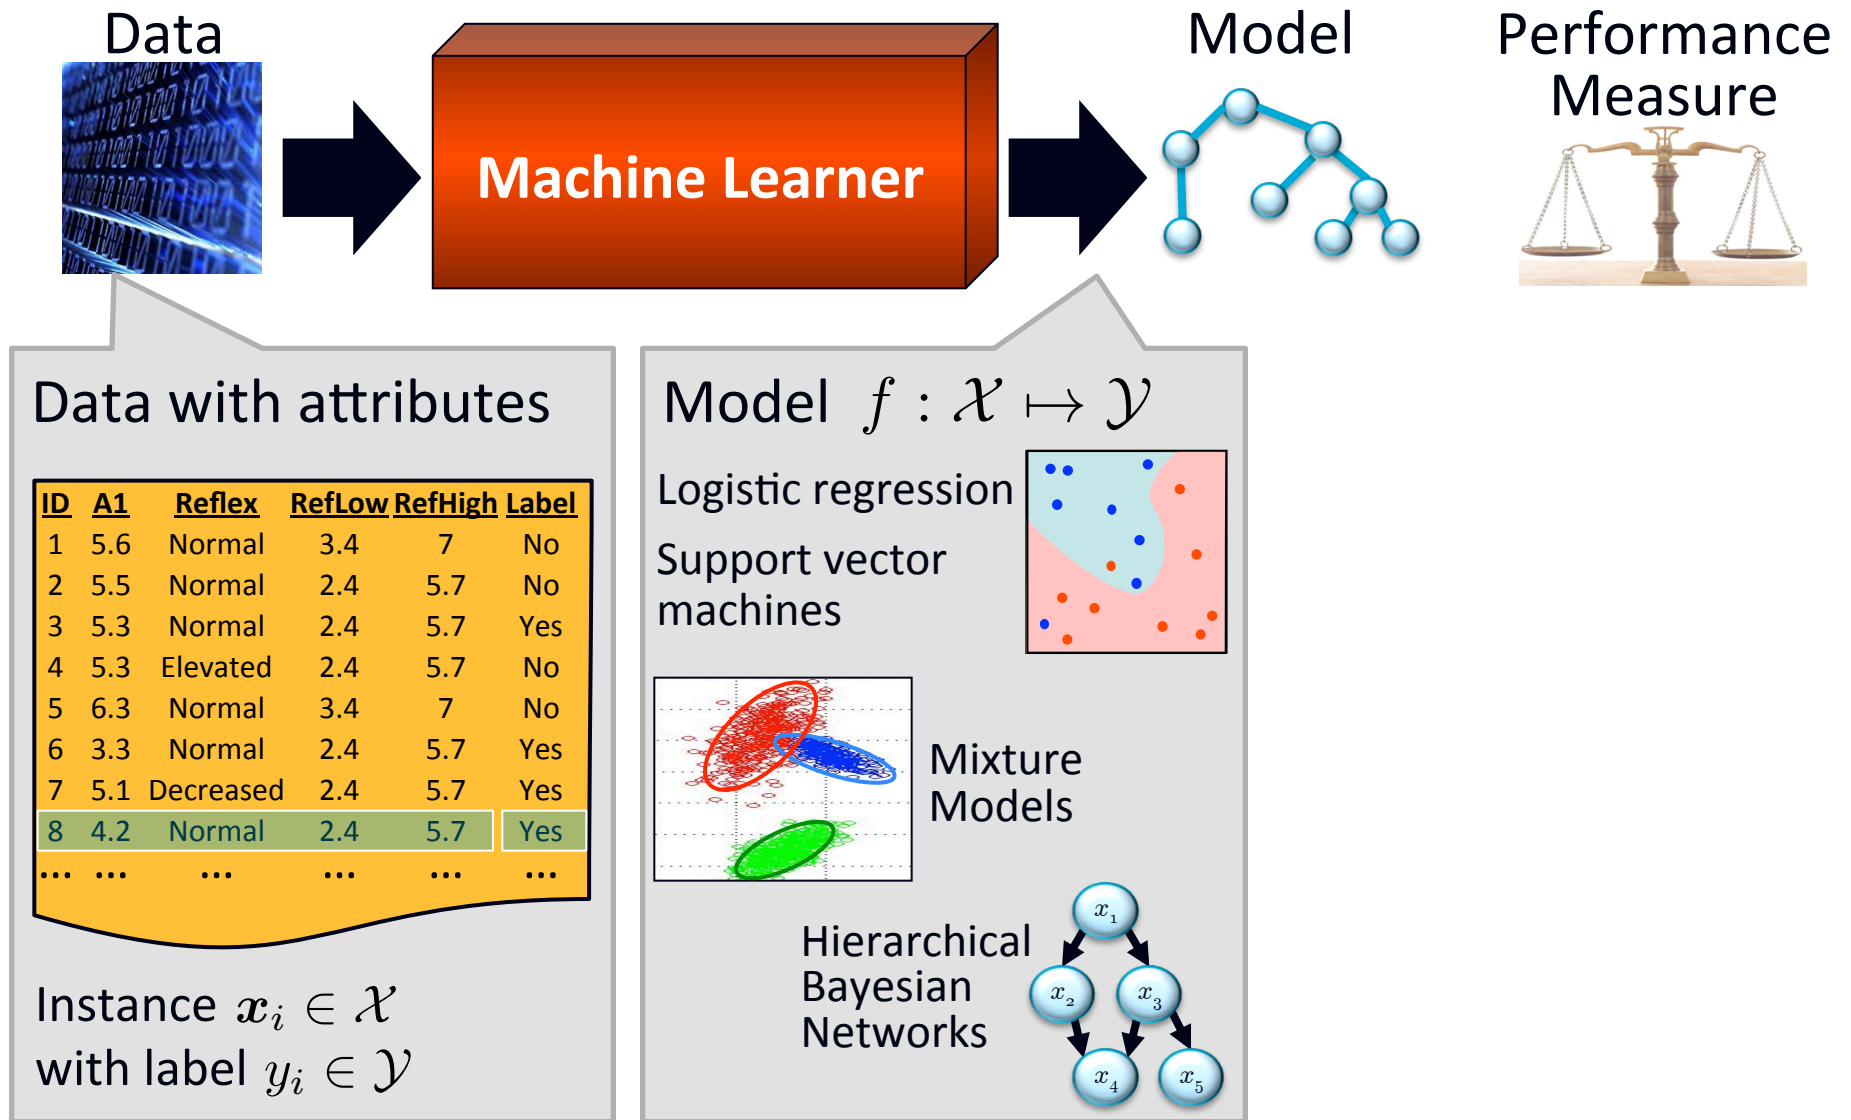 Data
Machine Learner
Model
Performance
Measure
Data with attributes
ID A1 Reflex RefLow RefHigh Label
1 5.6 Normal 3.4 7 No
2 5.5 Normal 2.4 5.7 No
3 5.3 Normal 2.4 5.7 Yes
4 5.3 Elevated 2.4 5.7 No
5 6.3 Normal 3.4 7 No
6 3.3 Normal 2.4 5.7 Yes
7 5.1 Decreased 2.4 5.7 Yes
8 4.2 Normal 2.4 5.7 Yes
... ... ... ... ... ...
Instance 𝒙ᵢ ∈ 𝒳
with label yᵢ ∈ 𝒴
Model f : 𝒳 ↦ 𝒴
Logistic regression
Support vector
machines
Mixture
Models
Hierarchical
Bayesian
Networks
x₁
x₂ x₃
x₄ x₅